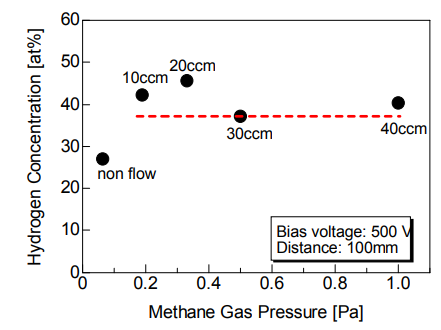 60
50
40
30
20
10
0
Hydrogen Concentration [at%]
20ccm
10ccm
30ccm
40ccm
non flow
Bias voltage: 500 V
Distance: 100mm
0 0.2 0.4 0.6 0.8 1.0
Methane Gas Pressure [Pa]